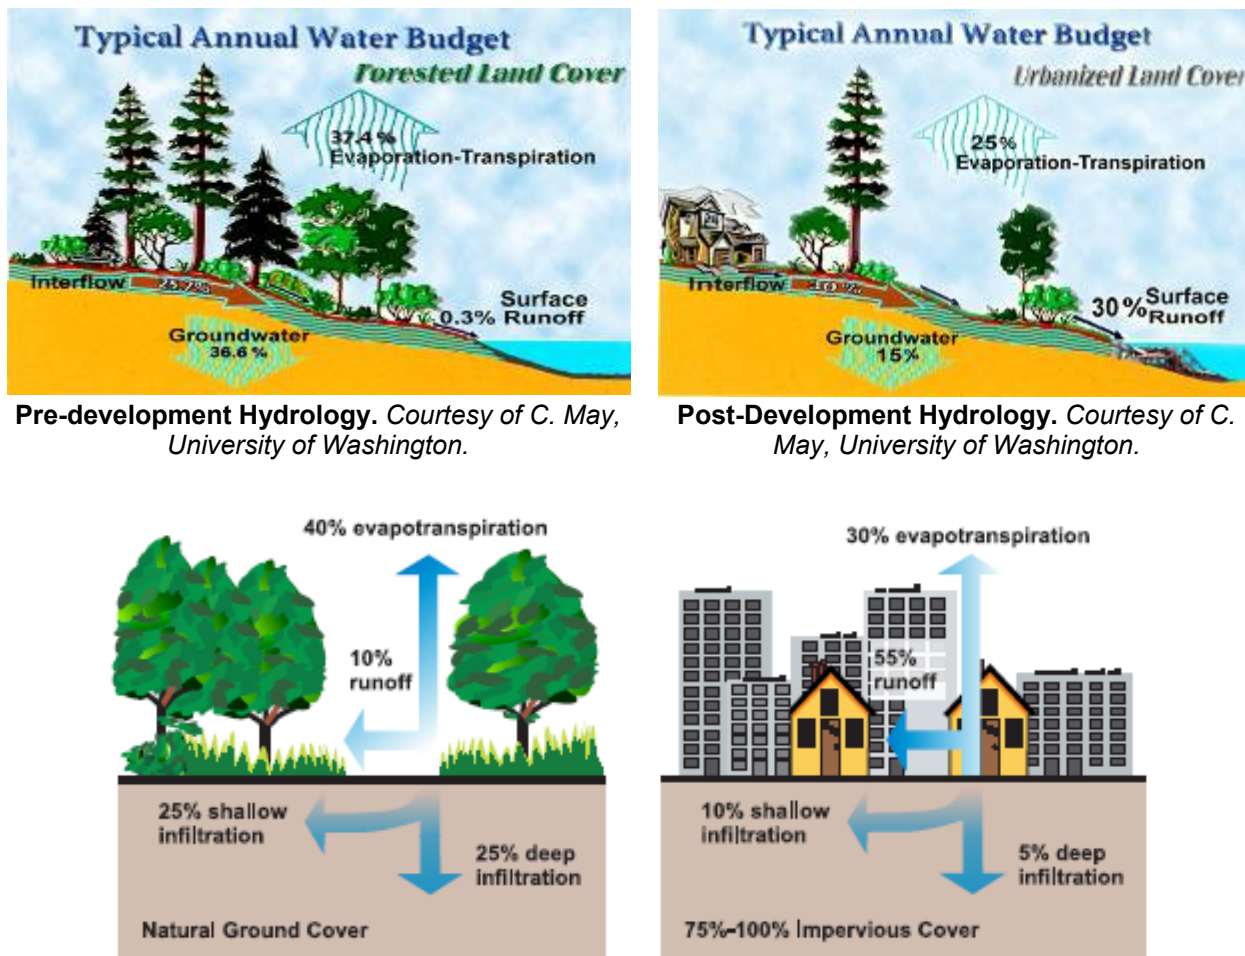 Typical Annual Water Budget
Forested Land Cover
37.4 %
Evaporation-Transpiration
Interflow
Surface
0.3% Runoff
Groundwater
36.6 %
Pre-development Hydrology. Courtesy of C. May,
University of Washington.
Typical Annual Water Budget
Urbanized Land Cover
25%
Evaporation-Transpiration
Interflow
30% Surface
Runoff
Groundwater
15%
Post-Development Hydrology. Courtesy of C.
May, University of Washington.
40% evapotranspiration
10%
runoff
25% shallow
infiltration
25% deep
infiltration
Natural Ground Cover
30% evapotranspiration
55%
runoff
10% shallow
infiltration
5% deep
infiltration
75%-100% Impervious Cover